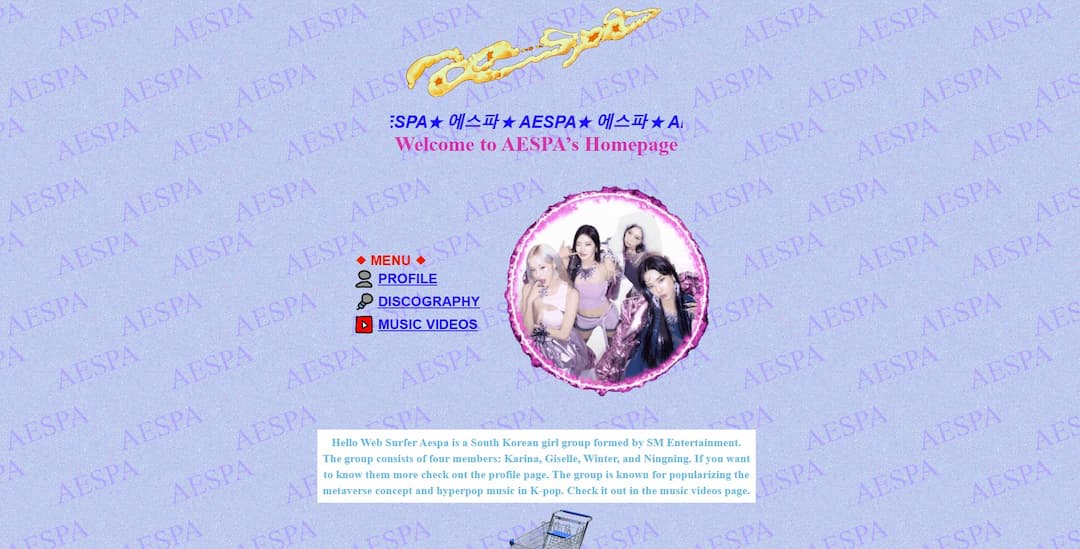 aespa
ESPA★ 에스파★ AESPA★ 에스파★ A
Welcome to AESPA’s Homepage
❖ MENU ❖
PROFILE
DISCOGRAPHY
MUSIC VIDEOS
Hello Web Surfer Aespa is a South Korean girl group formed by SM Entertainment.
The group consists of four members: Karina, Giselle, Winter, and Ningning. If you want
to know them more check out the profile page. The group is known for popularizing the
metaverse concept and hyperpop music in K-pop. Check it out in the music videos page.
AESPA